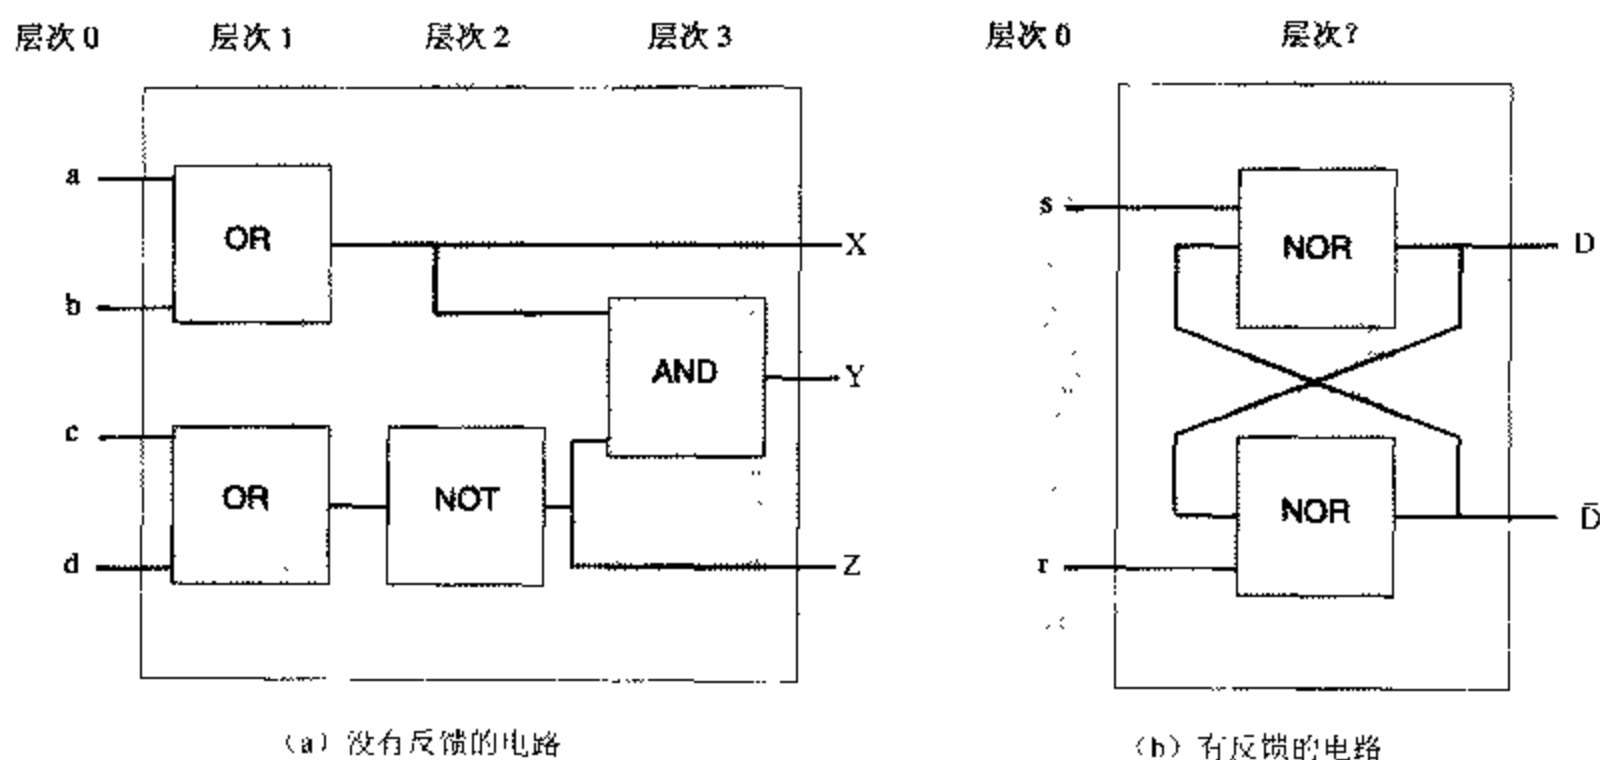 层次 0 层次 1 层次 2 层次 3 层次 0 层次?
a
OR
X
b
AND
Y
c
OR
NOT
d
Z
s
NOR
D
NOR
D̄
r
(a) 没有反馈的电路
(b) 有反馈的电路